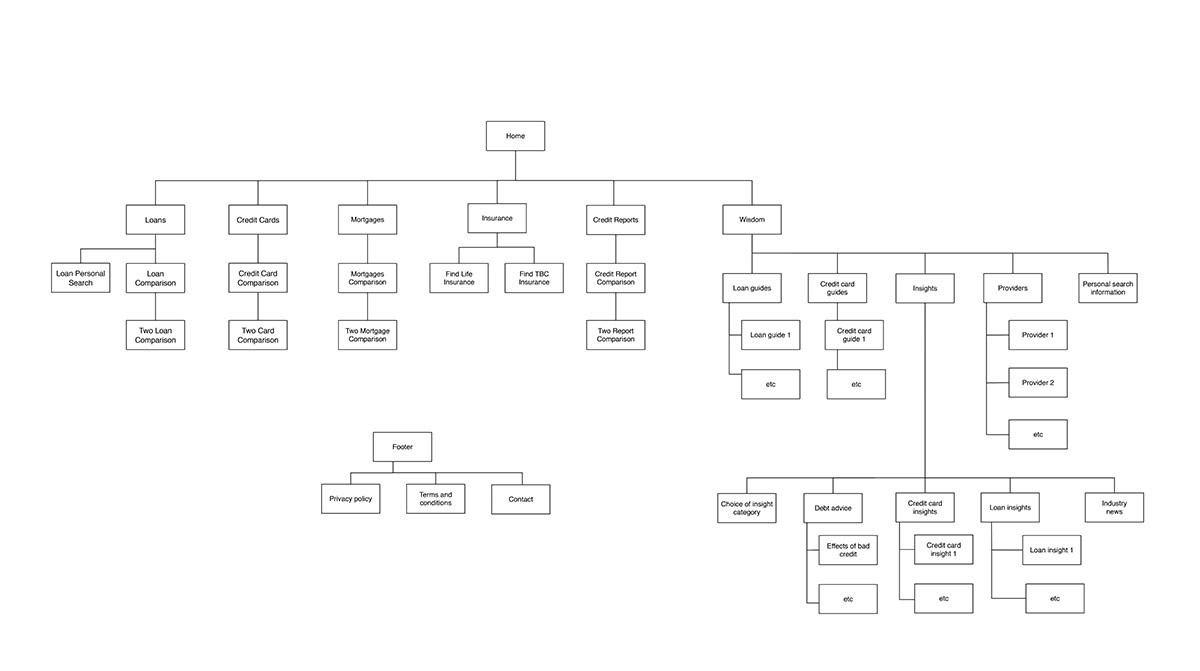 Home
Loans
Credit Cards
Mortgages
Insurance
Credit Reports
Wisdom
Loan Personal
Search
Loan
Comparison
Credit Card
Comparison
Mortgages
Comparison
Find Life
Insurance
Find TBC
Insurance
Credit Report
Comparison
Loan guides
Credit card
guides
Insights
Providers
Personal search
information
Two Loan
Comparison
Two Card
Comparison
Two Mortgage
Comparison
Two Report
Comparison
Loan guide 1
Credit card
guide 1
Provider 1
etc
etc
Provider 2
etc
Footer
Privacy policy
Terms and
conditions
Contact
Choice of insight
category
Debt advice
Credit card
insights
Loan insights
Industry
news
Effects of bad
credit
Credit card
insight 1
Loan insight 1
etc
etc
etc